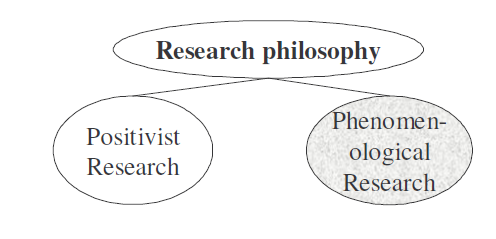 Research philosophy
Positivist
Research
Phenomen-
ological
Research